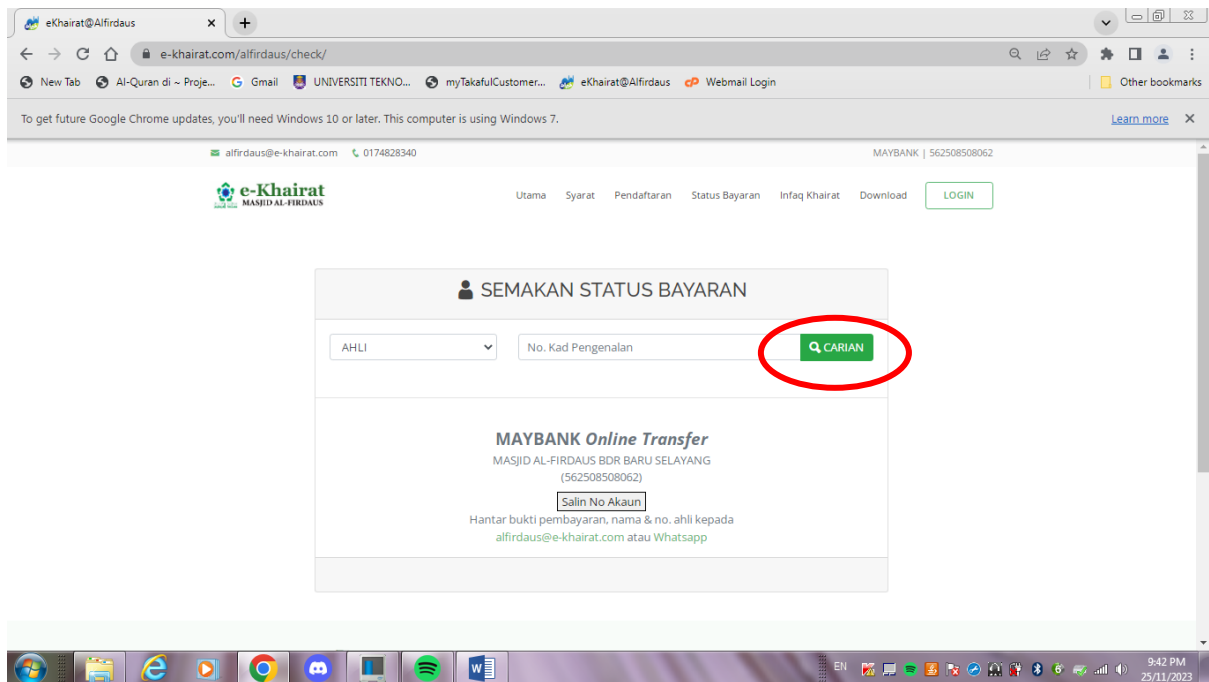 eKhairat@Alfirdaus
e-khairat.com/alfirdaus/check/
New Tab Al-Quran di ~ Proje... Gmail UNIVERSITI TEKNO... myTakafulCustomer... eKhairat@Alfirdaus Webmail Login Other bookmarks
To get future Google Chrome updates, you'll need Windows 10 or later. This computer is using Windows 7. Learn more
alfirdaus@e-khairat.com 0174828340 MAYBANK | 562508508062
e-Khairat
MASJID AL-FIRDAUS
Utama Syarat Pendaftaran Status Bayaran Infaq Khairat Download LOGIN
SEMAKAN STATUS BAYARAN
AHLI No. Kad Pengenalan CARIAN
MAYBANK Online Transfer
MASJID AL-FIRDAUS BDR BARU SELAYANG
(562508508062)
Salin No Akaun
Hantar bukti pembayaran, nama & no. ahli kepada
alfirdaus@e-khairat.com atau Whatsapp
EN 9:42 PM
25/11/2023